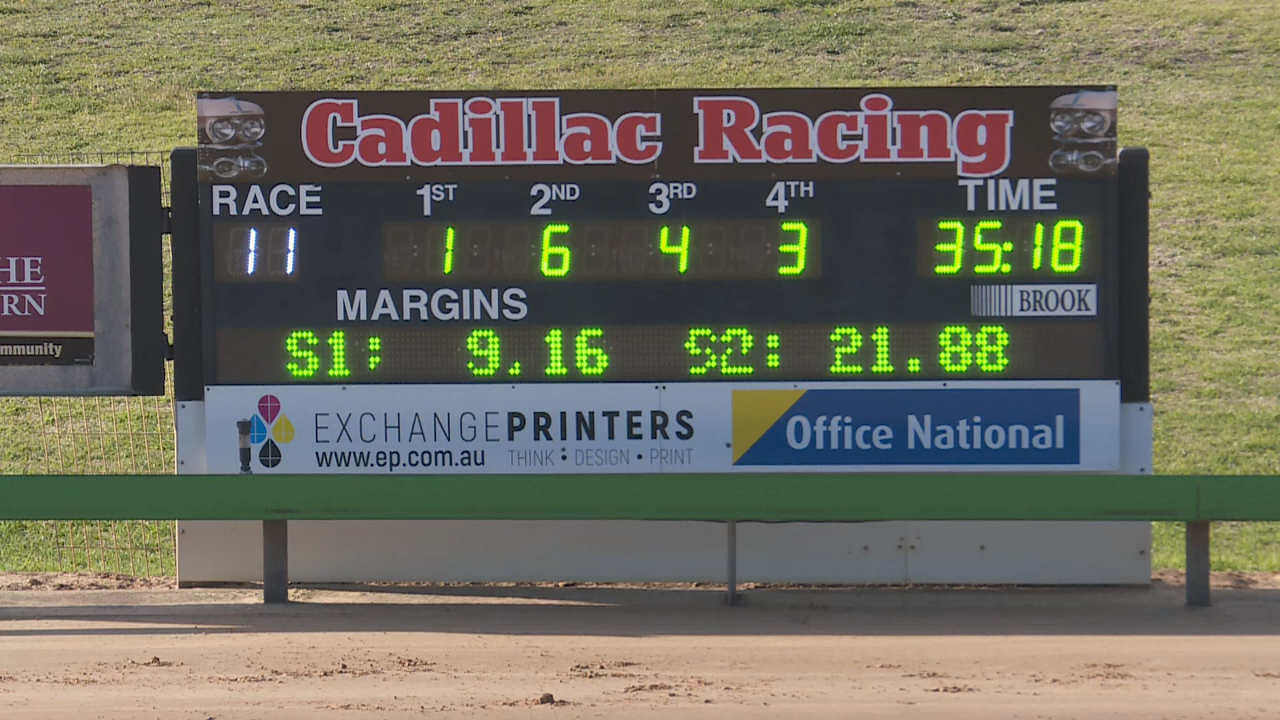 Cadillac Racing
RACE 1ST 2ND 3RD 4TH TIME
11 1 6 4 3 35:18
MARGINS BROOK
S1: 9.16 S2: 21.88
EXCHANGEPRINTERS
www.ep.com.au THINK • DESIGN • PRINT
Office National
HE
RN
mmunity